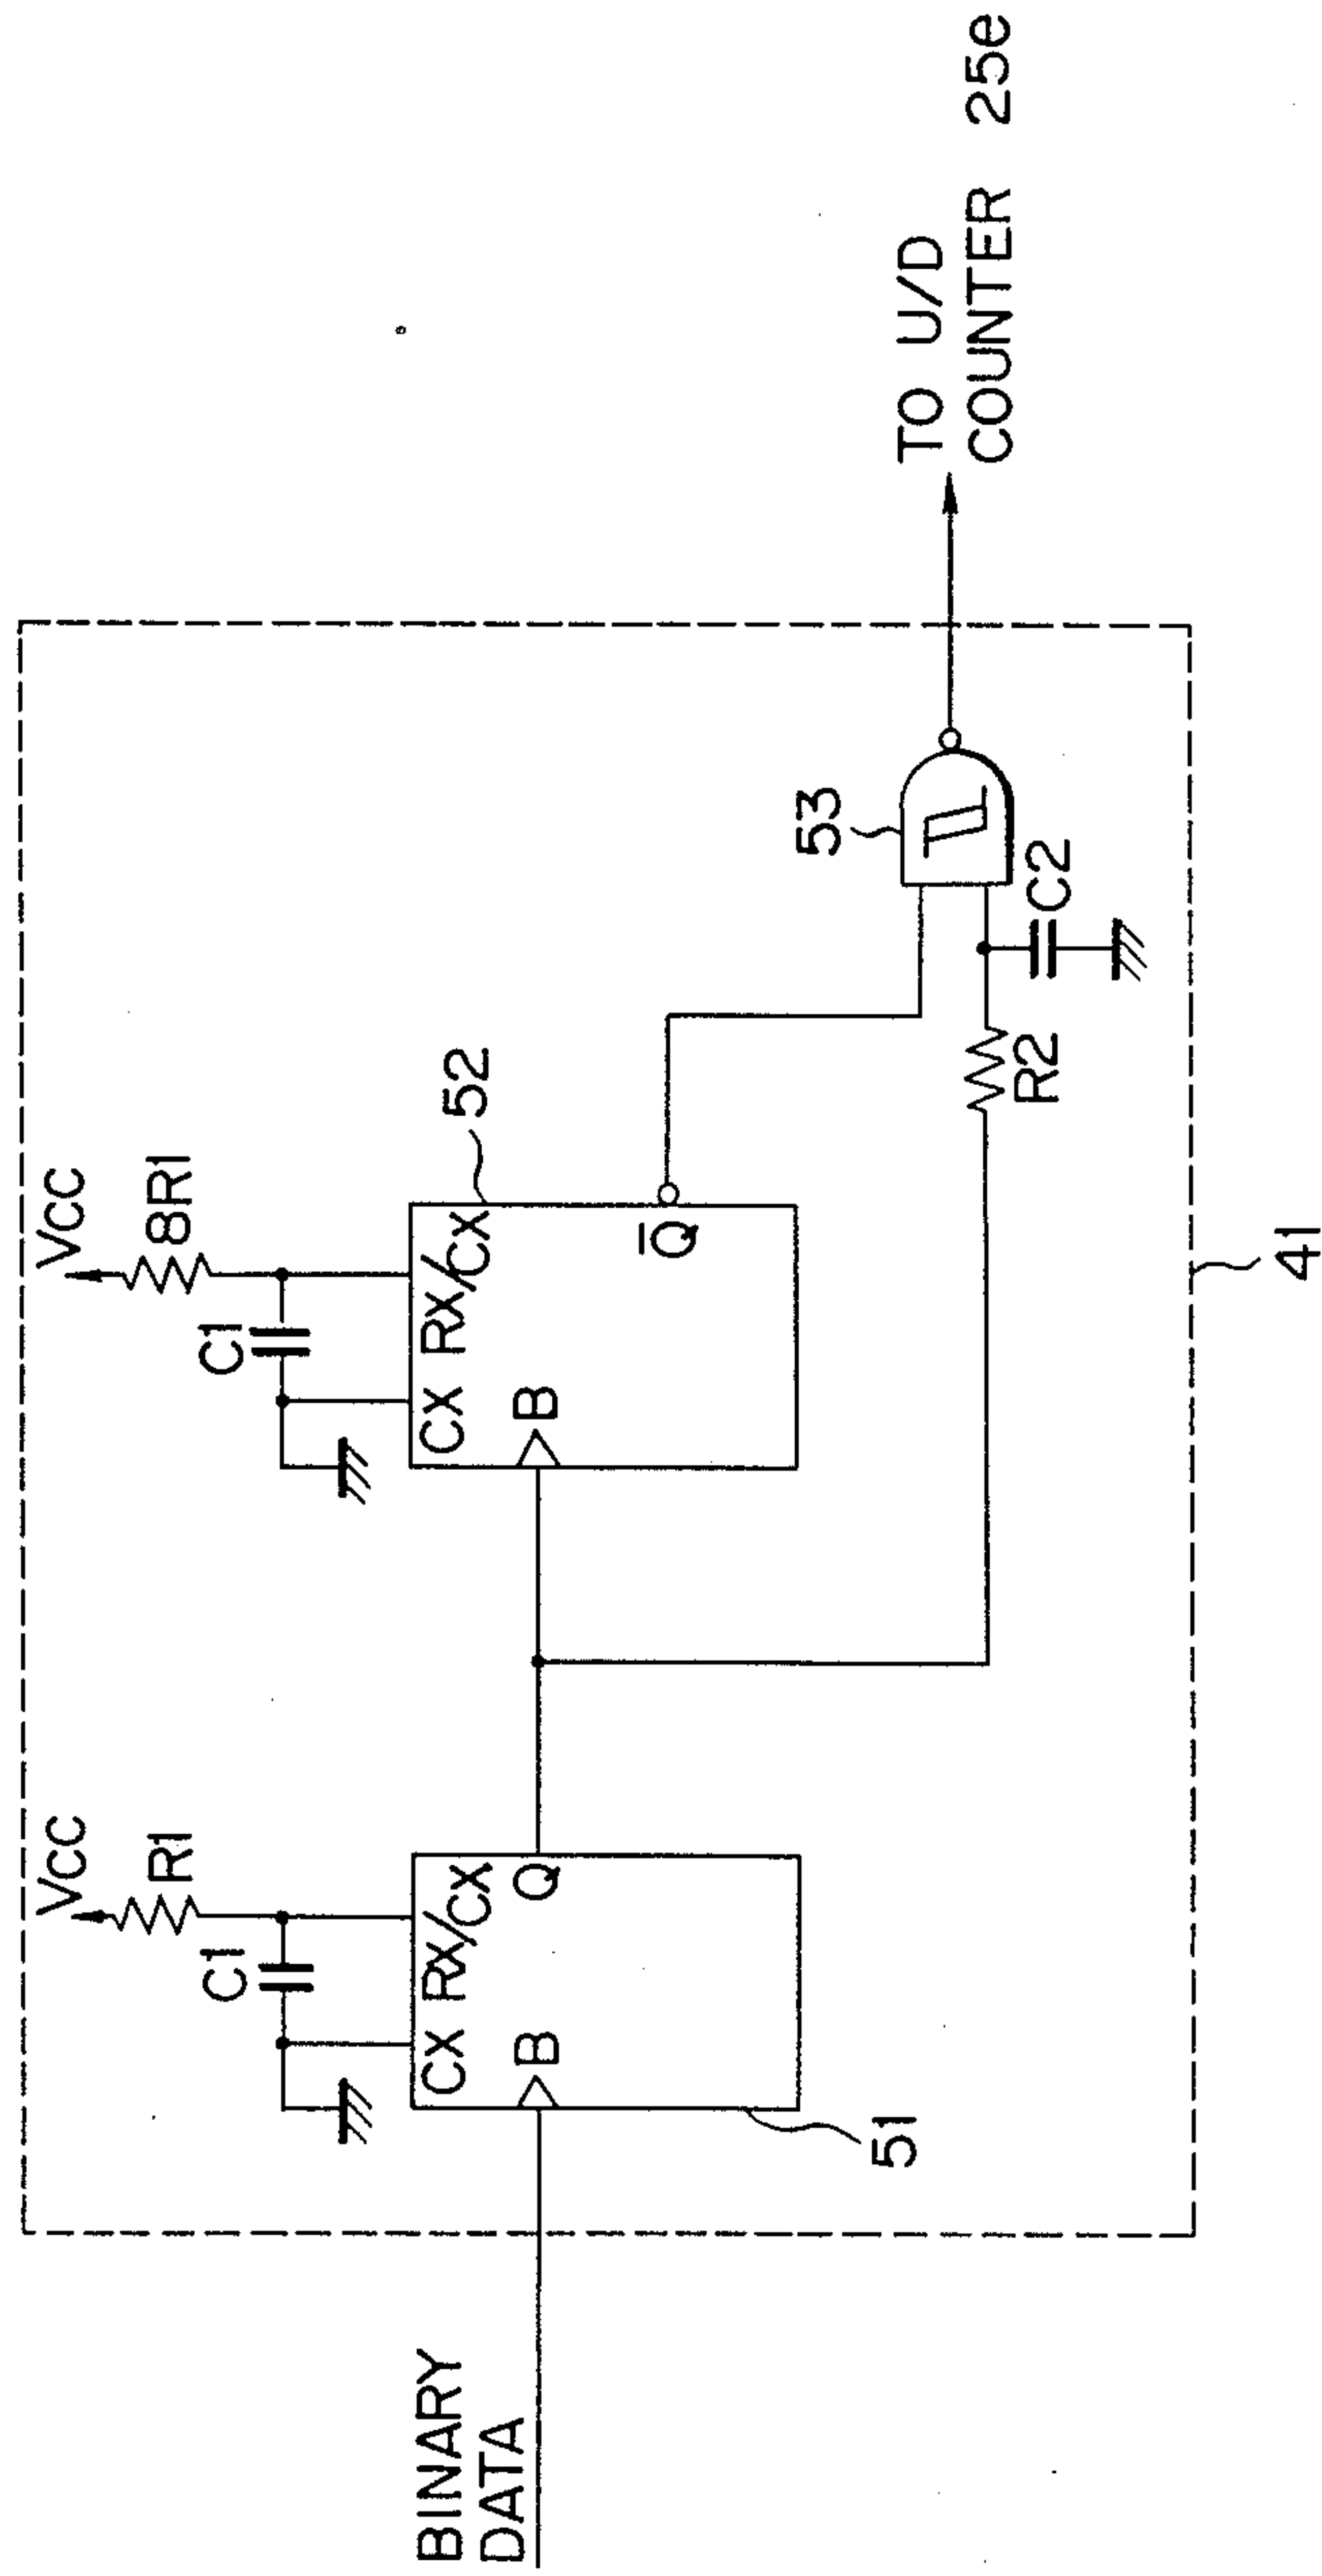 VCC
R1
C1
CX RX/CX
B
Q
51
VCC
8R1
C1
CX RX/CX
B
Q̅
52
53
R2
C2
BINARY
DATA
TO U/D
COUNTER 25e
41